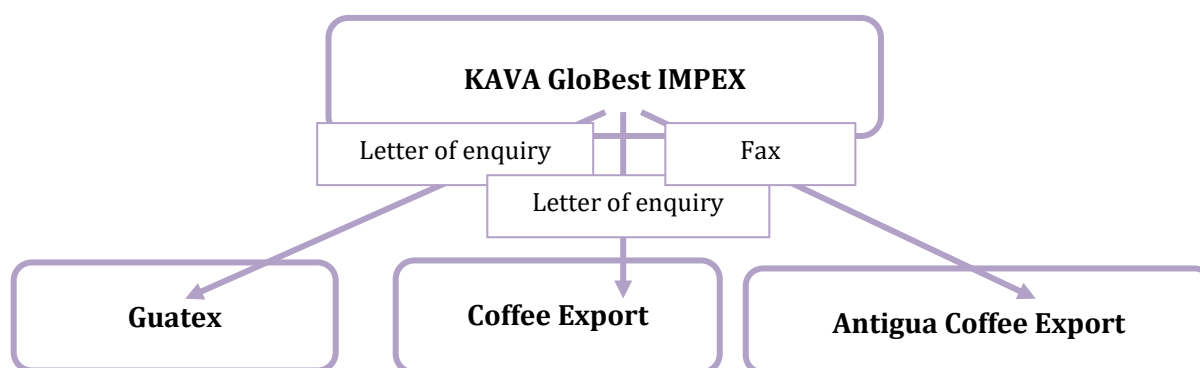 KAVA GloBest IMPEX
Letter of enquiry
Fax
Letter of enquiry
Guatex
Coffee Export
Antigua Coffee Export